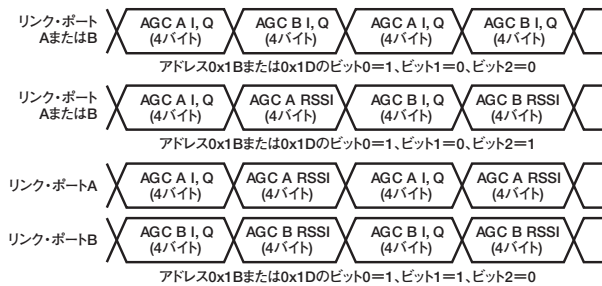 リンク・ポート
AまたはB
AGC A I, Q
(4バイト)
AGC B I, Q
(4バイト)
AGC A I, Q
(4バイト)
AGC B I, Q
(4バイト)
アドレス0x1Bまたは0x1Dのビット0=1、ビット1=0、ビット2=0
リンク・ポート
AまたはB
AGC A I, Q
(4バイト)
AGC A RSSI
(4バイト)
AGC B I, Q
(4バイト)
AGC B RSSI
(4バイト)
アドレス0x1Bまたは0x1Dのビット0=1、ビット1=0、ビット2=1
リンク・ポートA
AGC A I, Q
(4バイト)
AGC A RSSI
(4バイト)
AGC A I, Q
(4バイト)
AGC A RSSI
(4バイト)
リンク・ポートB
AGC B I, Q
(4バイト)
AGC B RSSI
(4バイト)
AGC B I, Q
(4バイト)
AGC B RSSI
(4バイト)
アドレス0x1Bまたは0x1Dのビット0=1、ビット1=1、ビット2=0